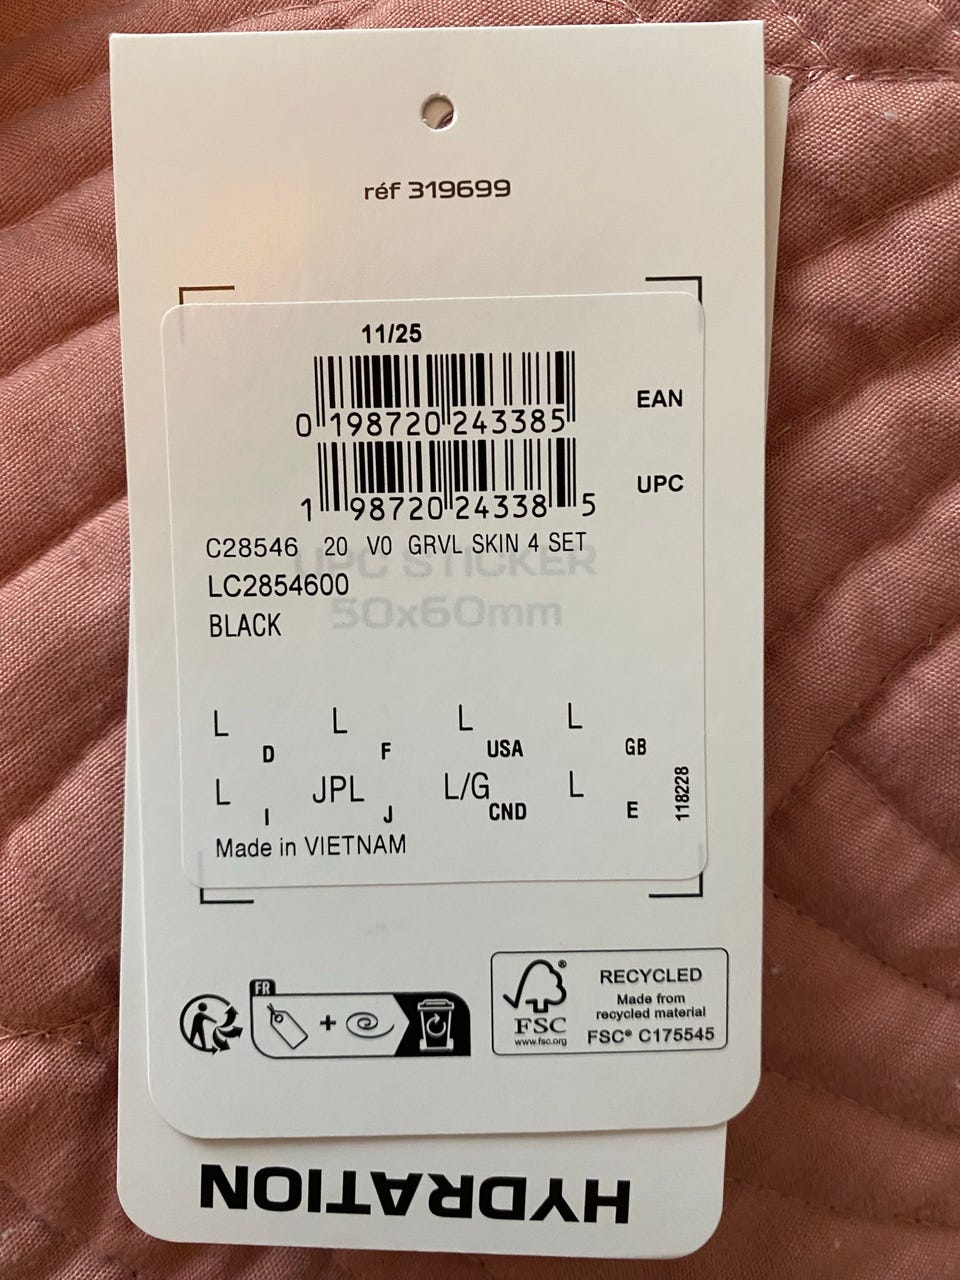 réf 319699
11/25
0 198720 243385
EAN
1 98720 24338 5
UPC
C28546 20 V0 GRVL SKIN 4 SET
LC2854600
BLACK
UPC STICKER
50x60mm
L D L F L USA L GB
L I JPL J L/G CND L E
118228
Made in VIETNAM
FR
+
FSC®
www.fsc.org
RECYCLED
Made from
recycled material
FSC® C175545
HYDRATION